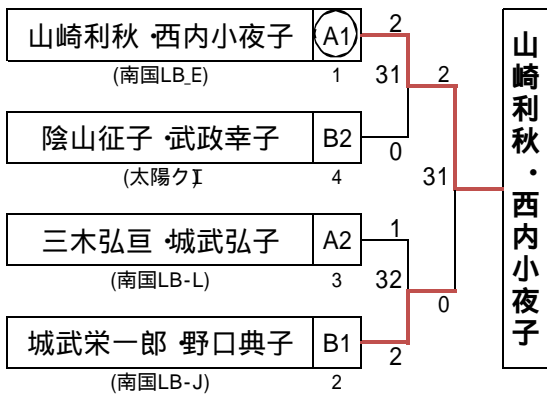 山崎利秋・西内小夜子 A1
(南国LB_E) 1
陰山征子・武政幸子 B2
(太陽クエ 4
三木弘亘・城武弘子 A2
(南国LB-L) 3
城武栄一郎・野口典子 B1
(南国LB-J) 2
2
31
0
1
32
2
2
31
0
山崎利秋・西内小夜子